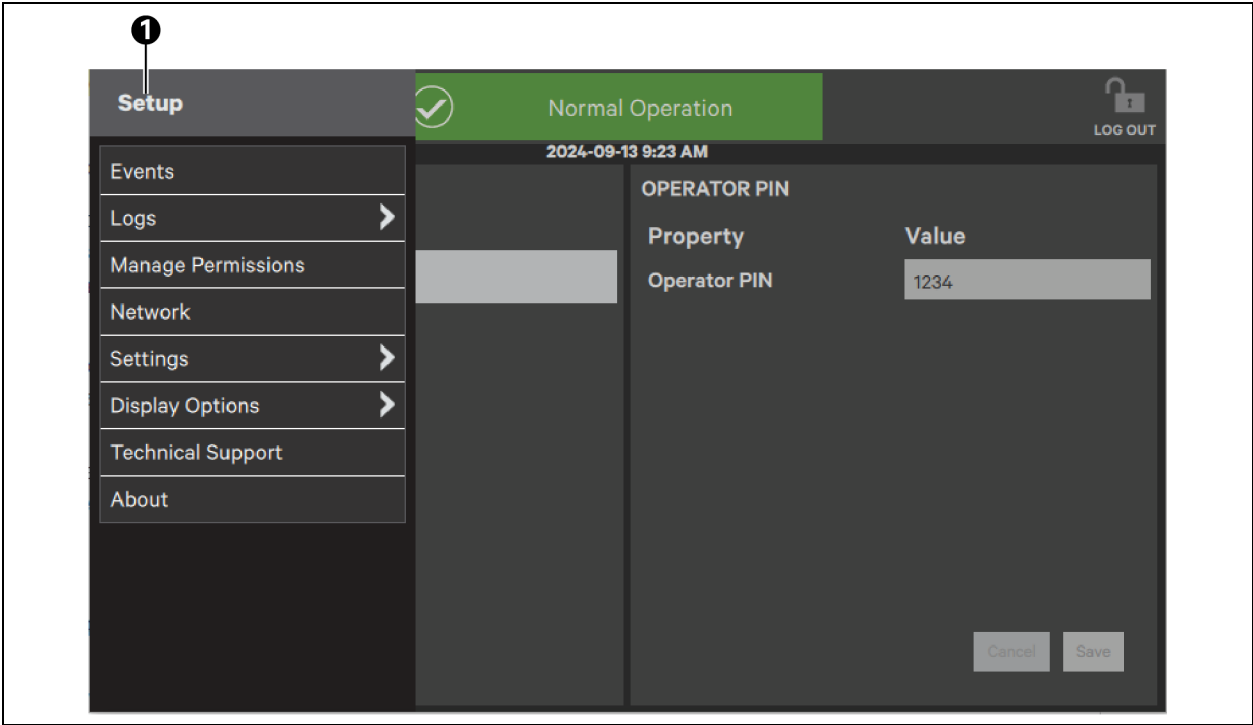 1
Setup
Normal Operation
LOG OUT
2024-09-13 9:23 AM
Events
Logs
Manage Permissions
Network
Settings
Display Options
Technical Support
About
OPERATOR PIN
Property Value
Operator PIN 1234
Cancel Save